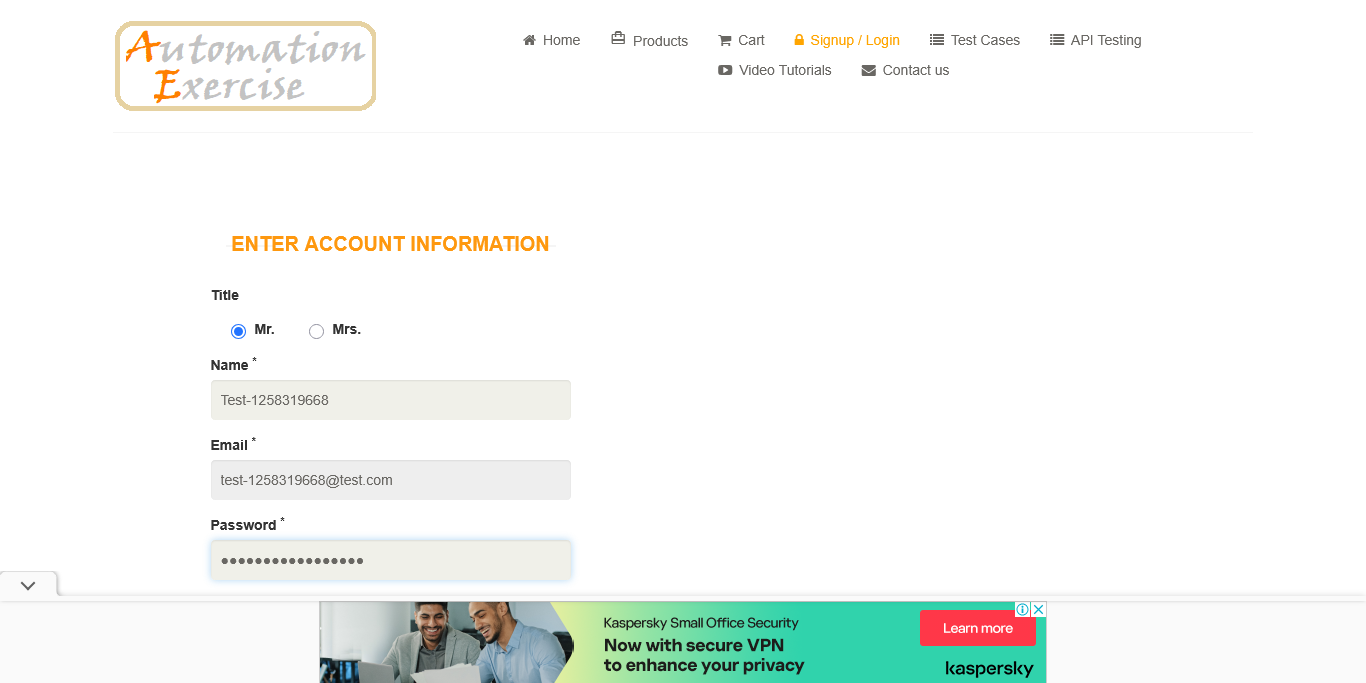 Automation
Exercise
Home
Products
Cart
Signup / Login
Test Cases
API Testing
Video Tutorials
Contact us
ENTER ACCOUNT INFORMATION
Title
Mr.
Mrs.
Name *
Test-1258319668
Email *
test-1258319668@test.com
Password *
•••••••••••••••••
Kaspersky Small Office Security
Now with secure VPN
to enhance your privacy
Learn more
kaspersky